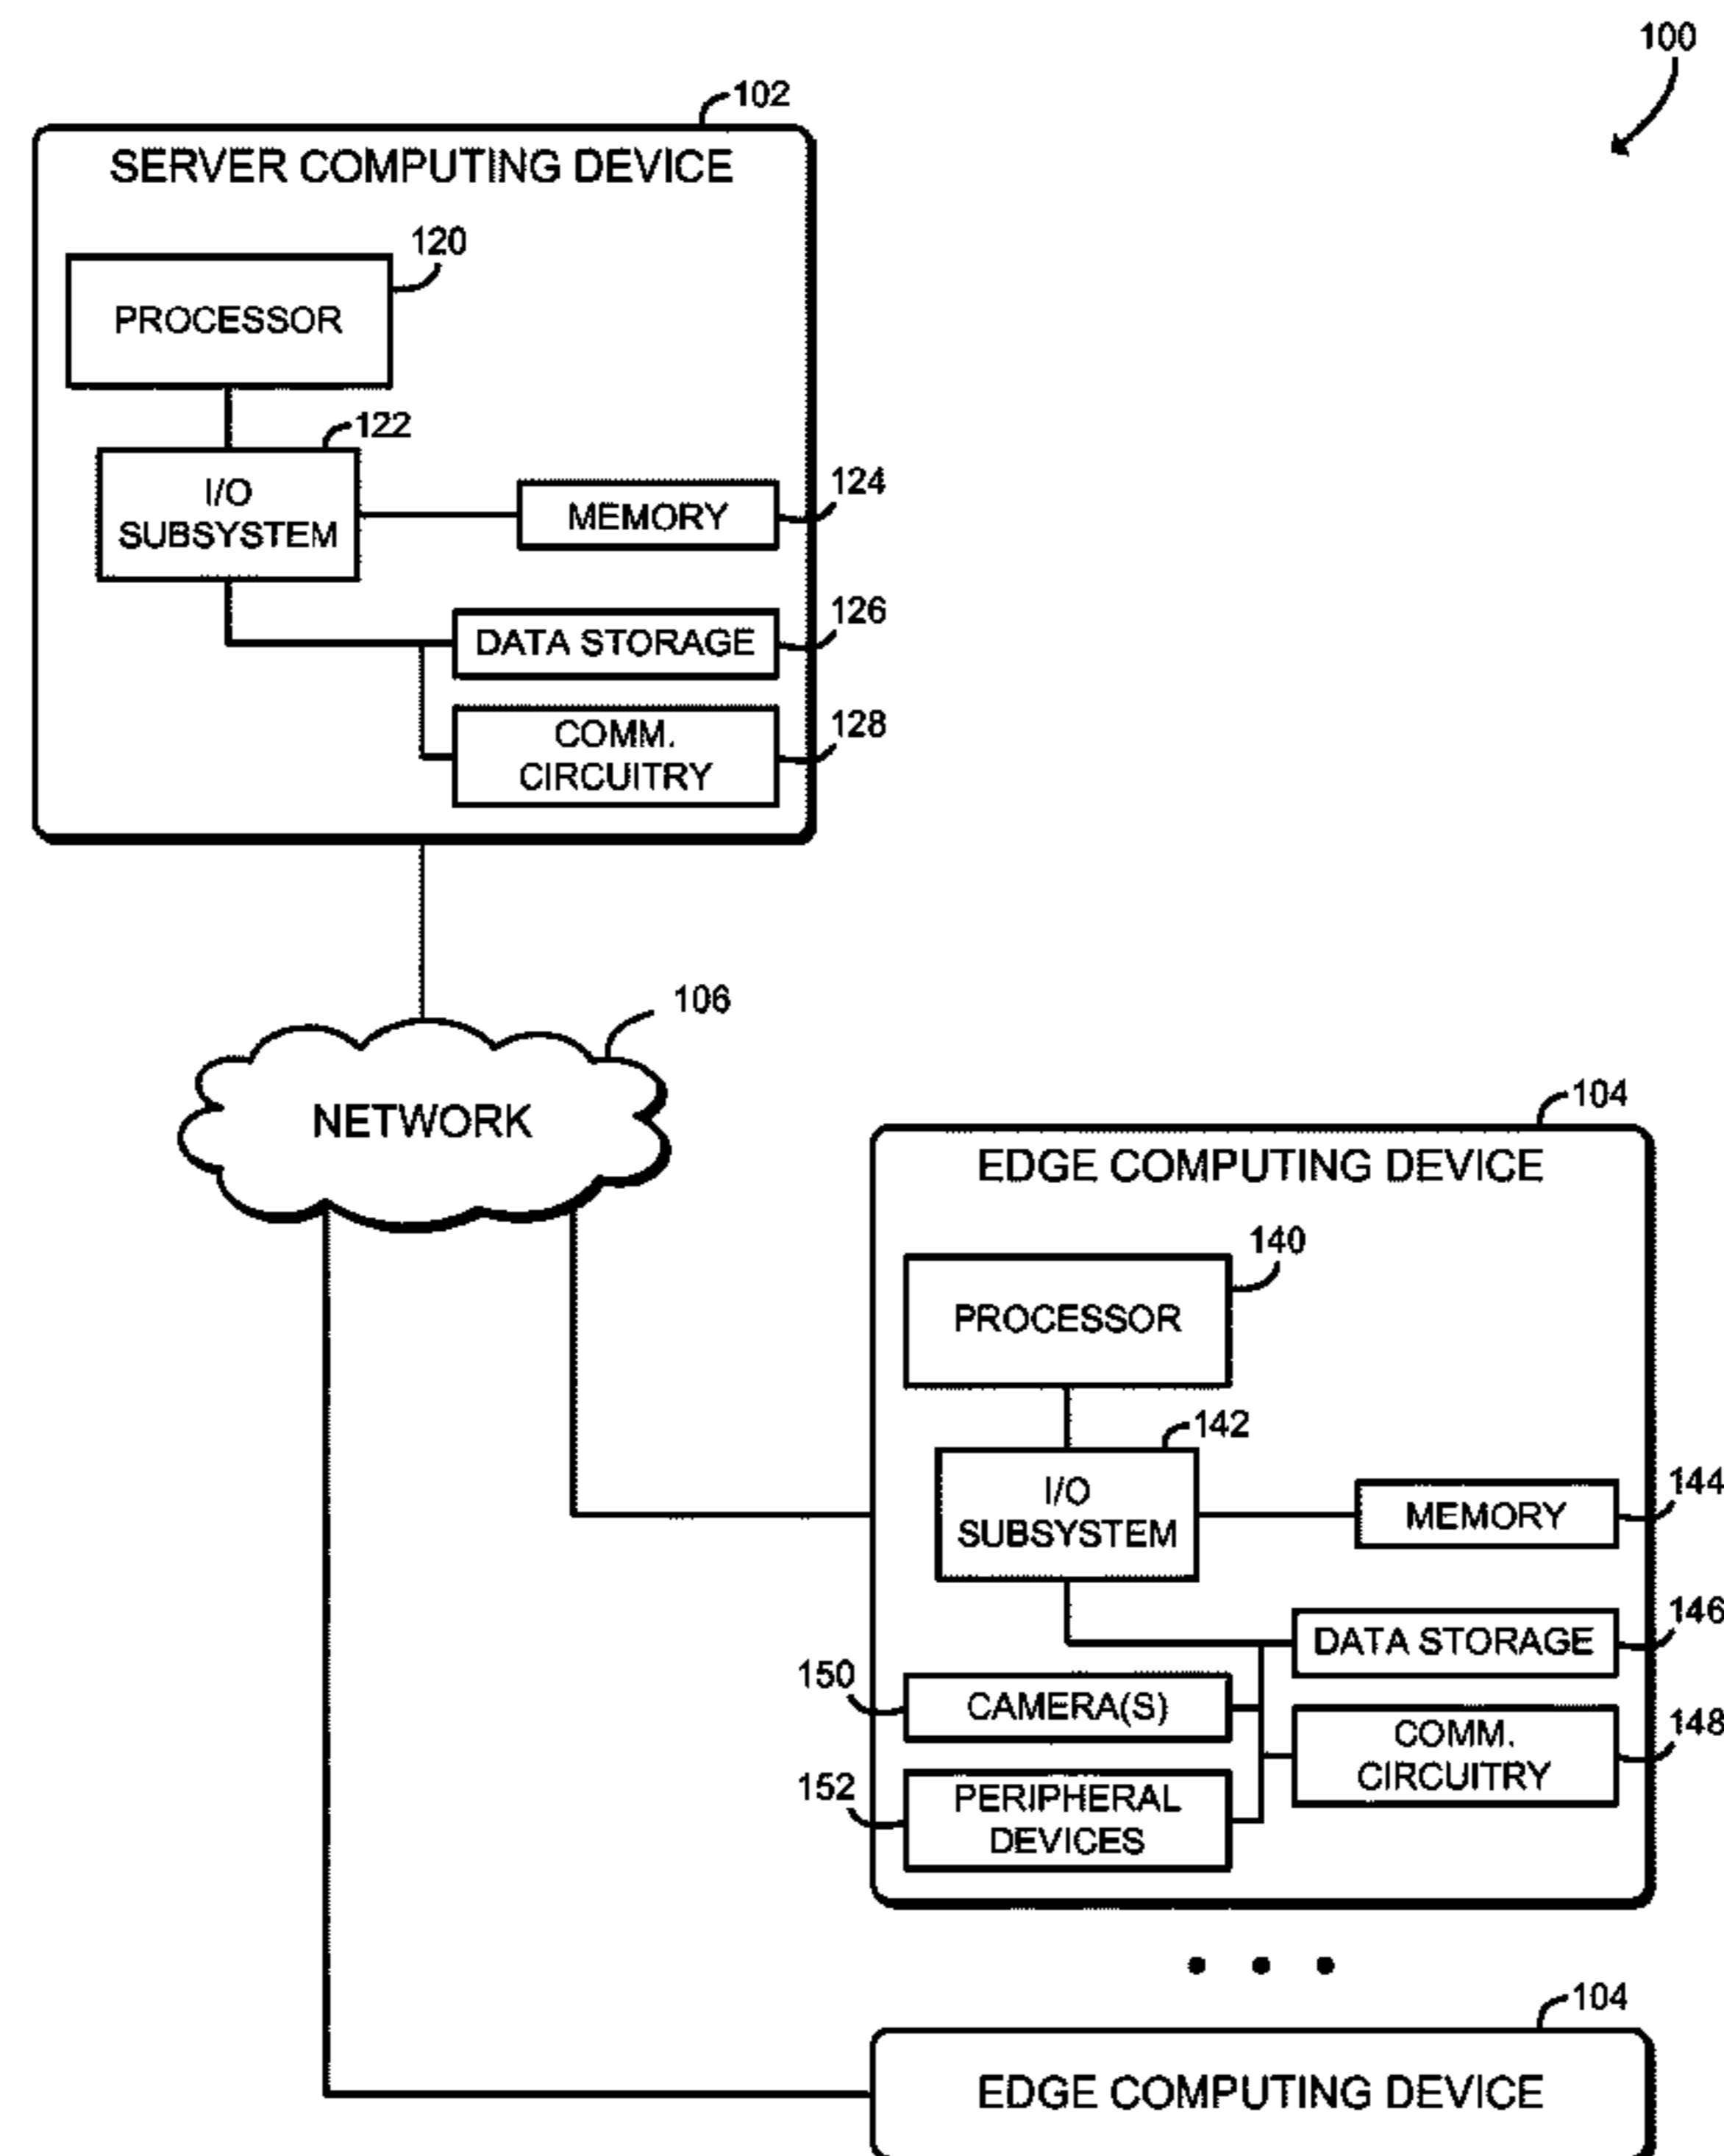 100
102
SERVER COMPUTING DEVICE
120
PROCESSOR
122
I/O
SUBSYSTEM
124
MEMORY
126
DATA STORAGE
128
COMM.
CIRCUITRY
106
NETWORK
104
EDGE COMPUTING DEVICE
140
PROCESSOR
142
I/O
SUBSYSTEM
144
MEMORY
146
DATA STORAGE
150
CAMERA(S)
148
COMM.
CIRCUITRY
152
PERIPHERAL
DEVICES
104
EDGE COMPUTING DEVICE